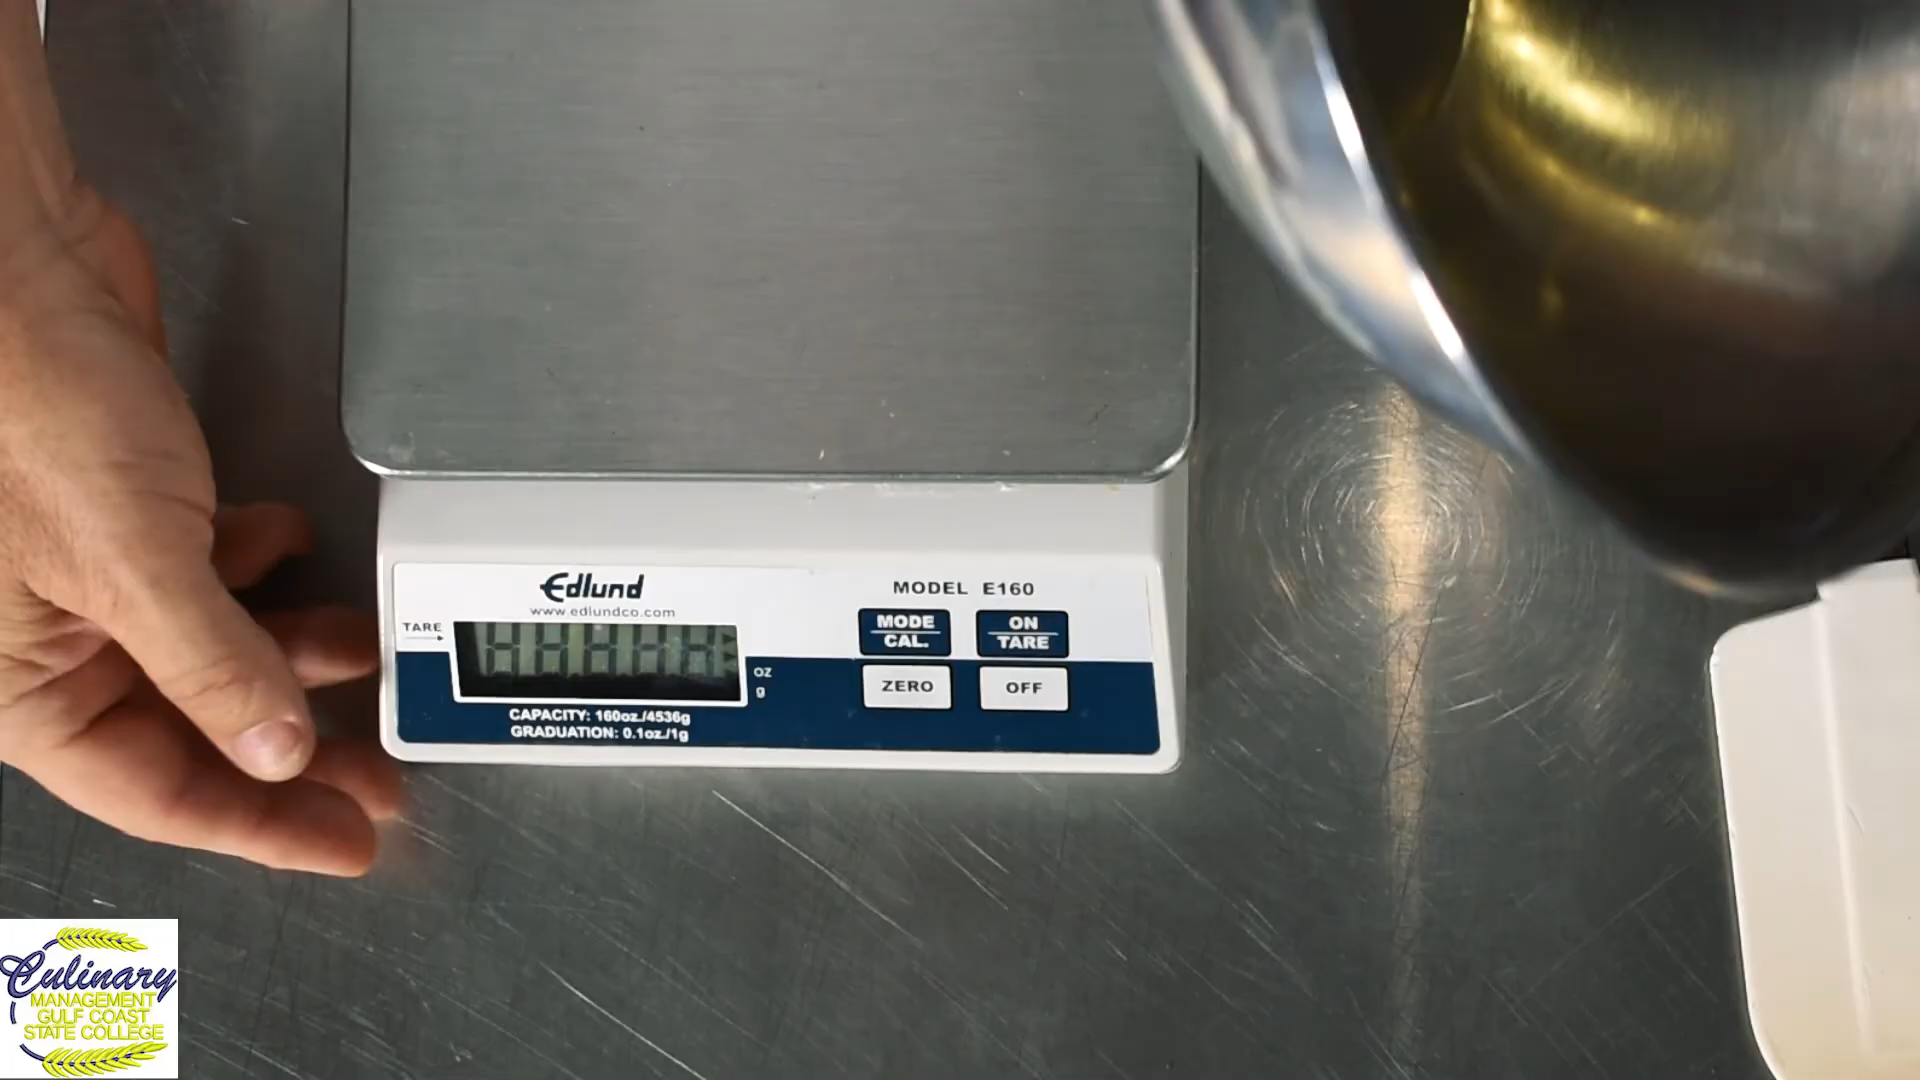 Edlund
www.edlundco.com
MODEL E160
TARE
MODE
CAL.
ON
TARE
ZERO
OFF
oz
g
CAPACITY: 160oz./4536g
GRADUATION: 0.1oz./1g
Culinary
MANAGEMENT
GULF COAST
STATE COLLEGE